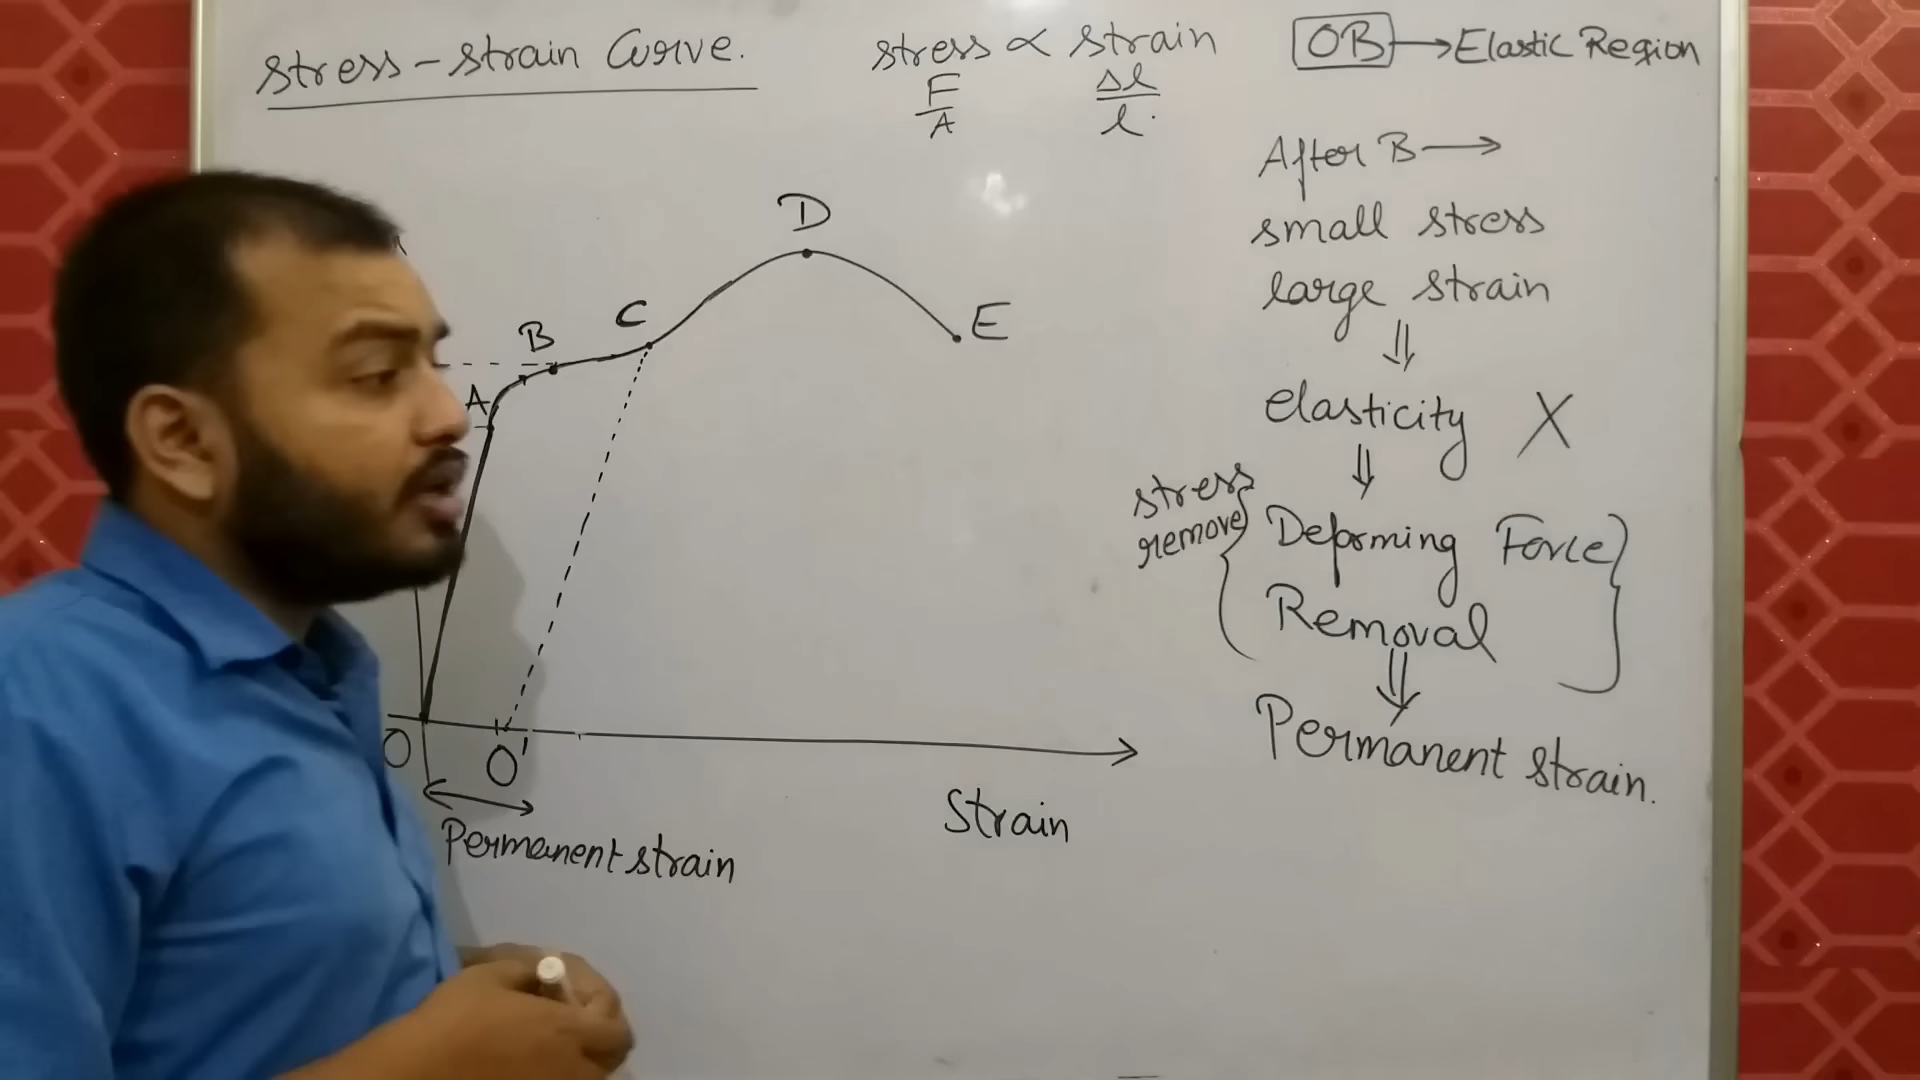 Stress-strain Curve.
stress ∝ strain
F/A Δl/l.
OB → Elastic Region
After B →
small stress
large strain
⇓
elasticity X
⇓
stress remove
Deforming Force
Removal
⇓
Permanent strain.
D
C
E
B
A
O
O'
Strain
Permanent strain